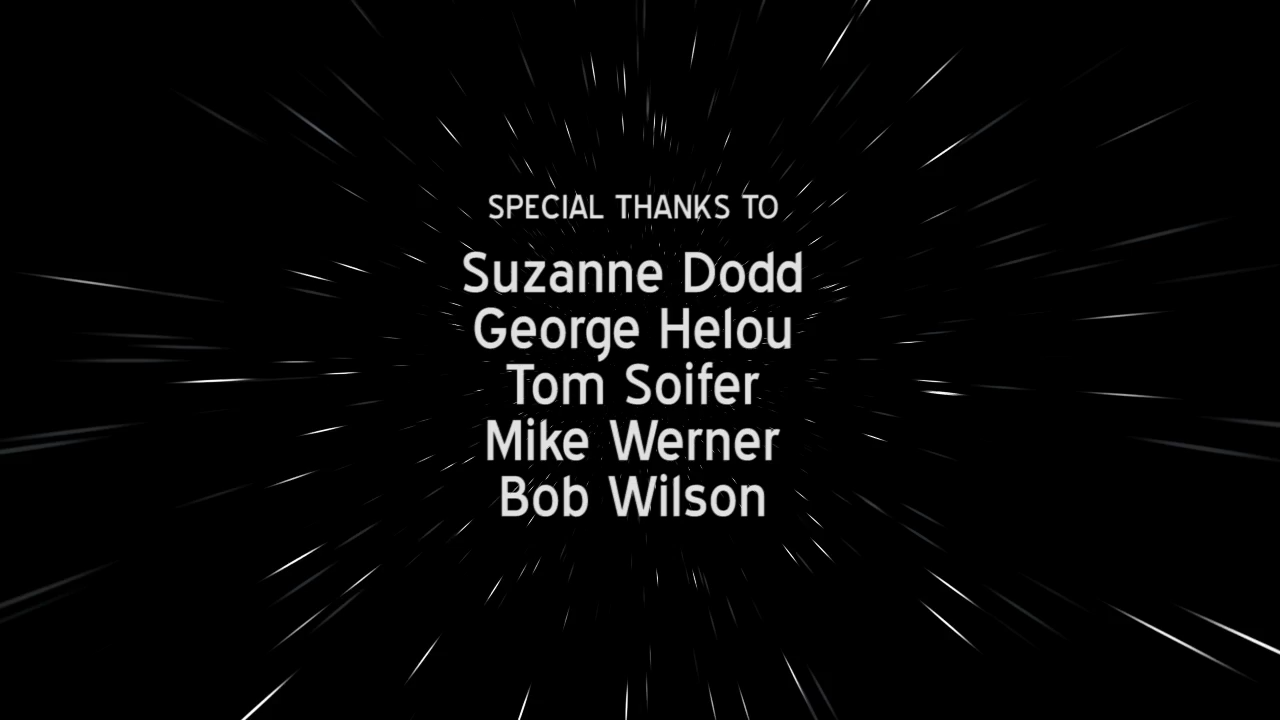 SPECIAL THANKS TO
Suzanne Dodd
George Helou
Tom Soifer
Mike Werner
Bob Wilson